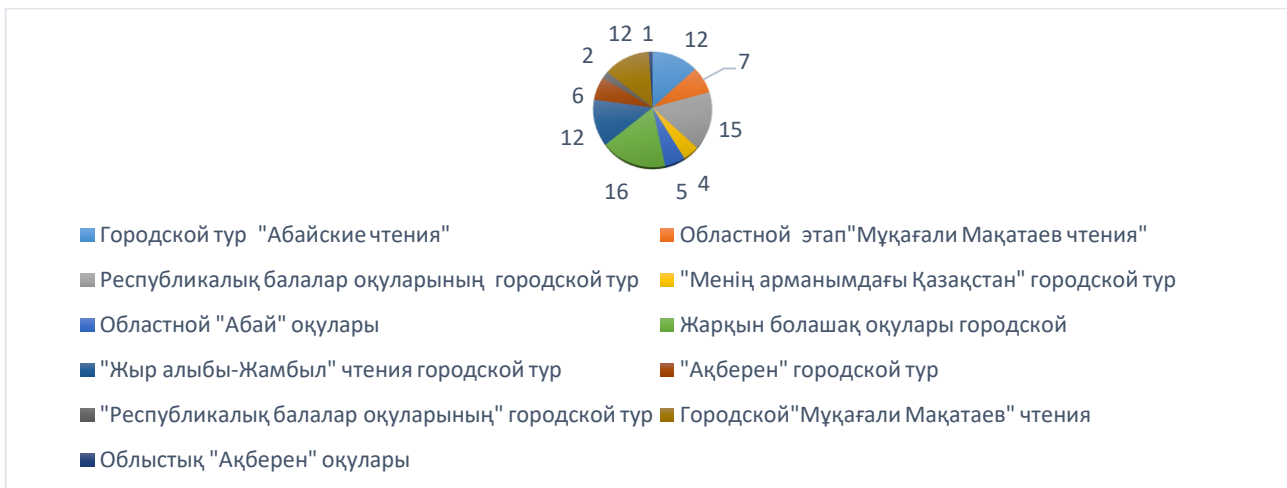 12 1 12
2 7
6
12 15
16 5 4
Городской тур "Абайские чтения" Областной этап"Мұқағали Мақатаев чтения"
Республикалық балалар оқуларының городской тур "Менің арманымдағы Қазақстан" городской тур
Областной "Абай" оқулары Жарқын болашақ оқулары городской
"Жыр алыбы-Жамбыл" чтения городской тур "Ақберен" городской тур
"Республикалық балалар оқуларының" городской тур Городской"Мұқағали Мақатаев" чтения
Облыстық "Ақберен" оқулары